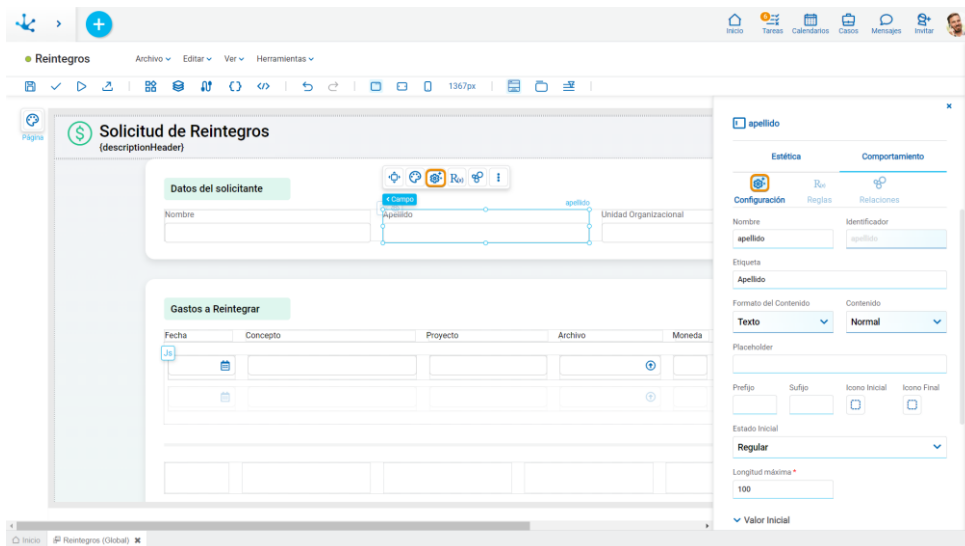 6
Inicio Tareas Calendarios Casos Mensajes Invitar
Reintegros Archivo Editar Ver Herramientas
1367px
Página
Solicitud de Reintegros
{descriptionHeader}
Datos del solicitante
Campo
apellido
Nombre Apellido Unidad Organizacional
Gastos a Reintegrar
Fecha Concepto Proyecto Archivo Moneda
Js
apellido
Estética Comportamiento
Configuración Reglas Relaciones
Nombre Identificador
apellido apellido
Etiqueta
Apellido
Formato del Contenido Contenido
Texto Normal
Placeholder
Prefijo Sufijo Icono Inicial Icono Final
Estado Inicial
Regular
Longitud máxima *
100
Valor Inicial
Inicio Reintegros (Global)